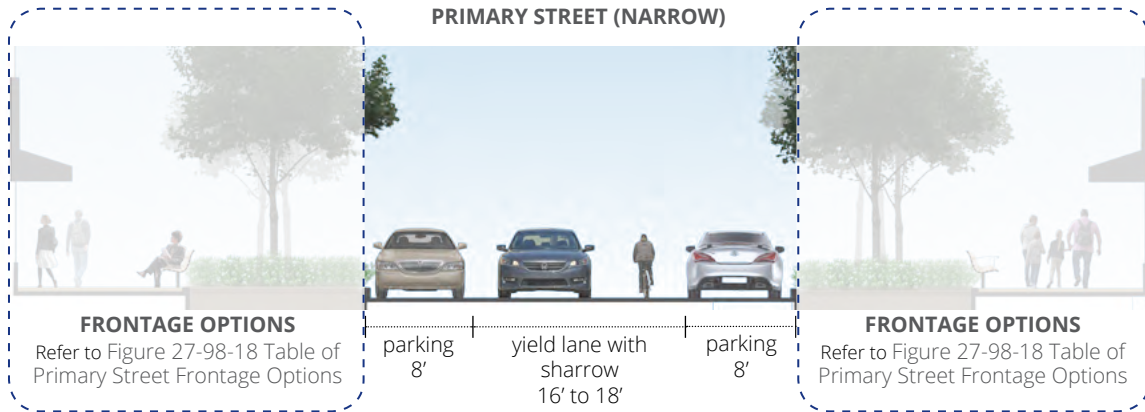 PRIMARY STREET (NARROW)
FRONTAGE OPTIONS
Refer to Figure 27-98-18 Table of
Primary Street Frontage Options
parking
8’
yield lane with
sharrow
16’ to 18’
parking
8’
FRONTAGE OPTIONS
Refer to Figure 27-98-18 Table of
Primary Street Frontage Options